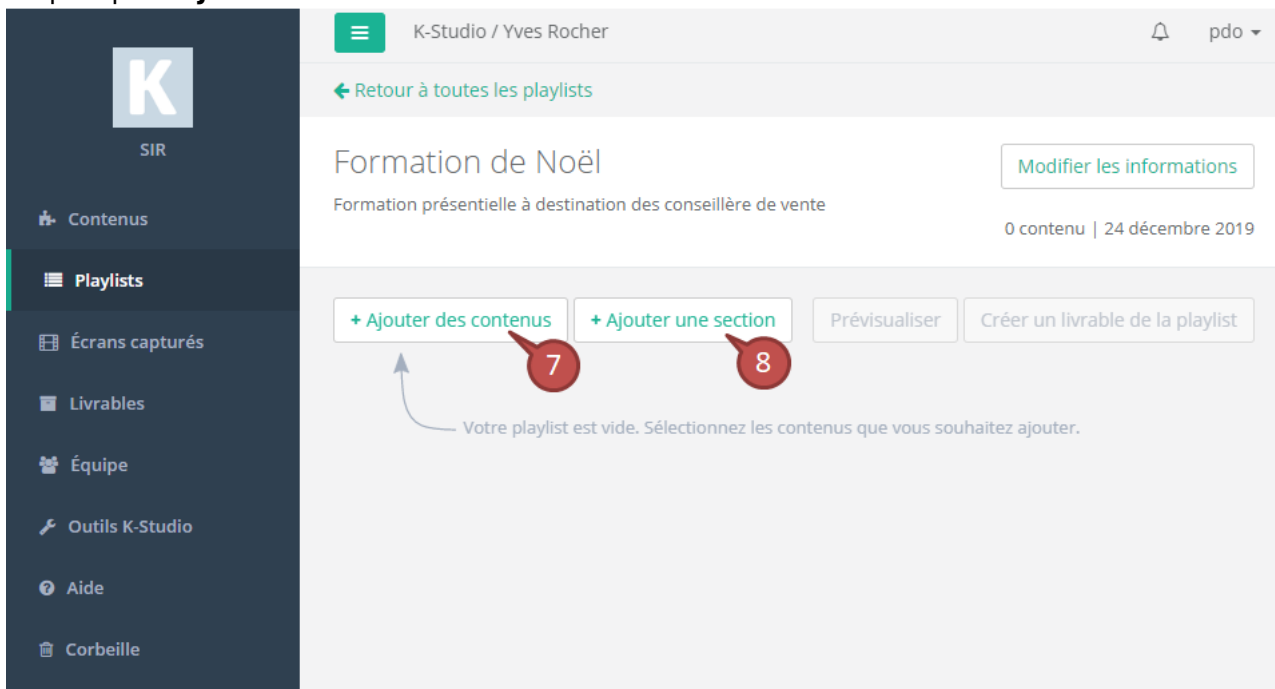 K-Studio / Yves Rocher
pdo
K
SIR
Retour à toutes les playlists
Formation de Noël
Modifier les informations
Formation présentielle à destination des conseillère de vente
0 contenu | 24 décembre 2019
Contenus
Playlists
Écrans capturés
Livrables
Équipe
Outils K-Studio
Aide
Corbeille
+ Ajouter des contenus
+ Ajouter une section
Prévisualiser
Créer un livrable de la playlist
7
8
Votre playlist est vide. Sélectionnez les contenus que vous souhaitez ajouter.